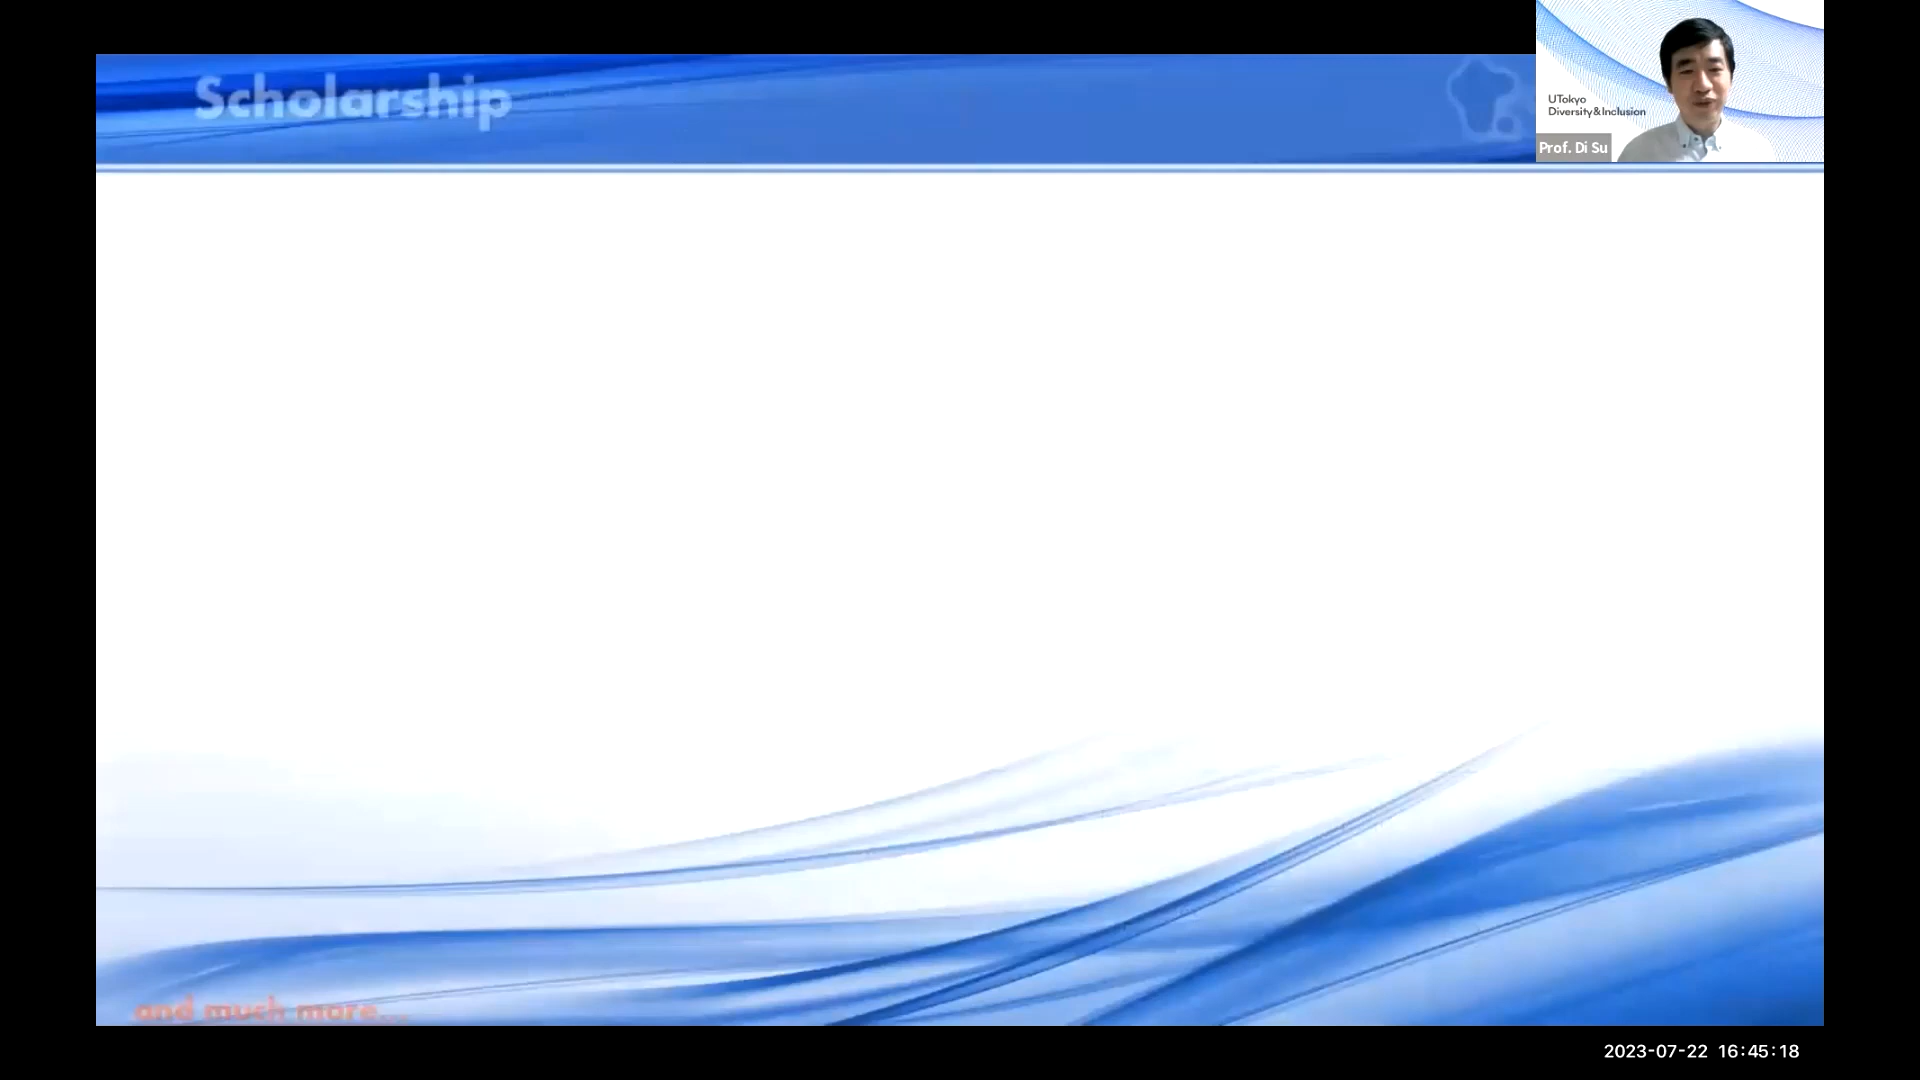 Scholarship
UTokyo
Diversity&Inclusion
Prof. Di Su
and much more...
2023-07-22 16:45:18